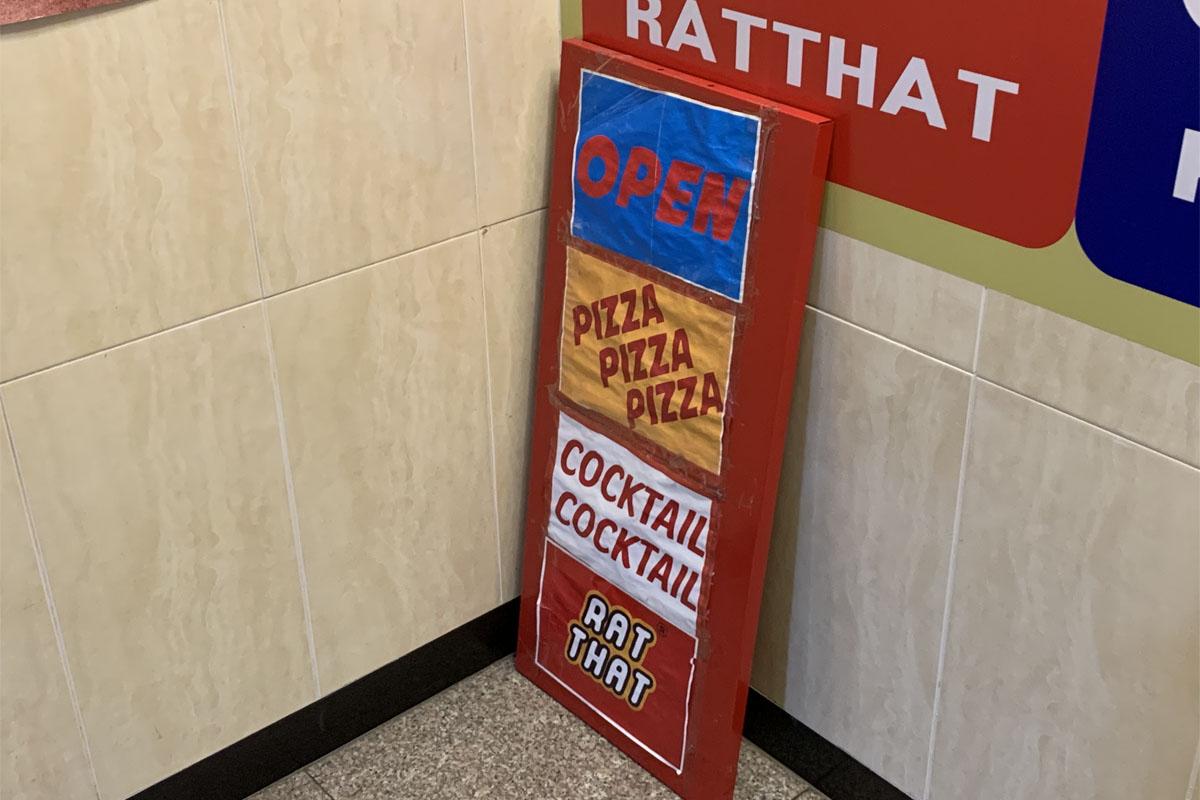 RATTHAT
OPEN
PIZZA
PIZZA
PIZZA
COCKTAIL
COCKTAIL
RAT
THAT